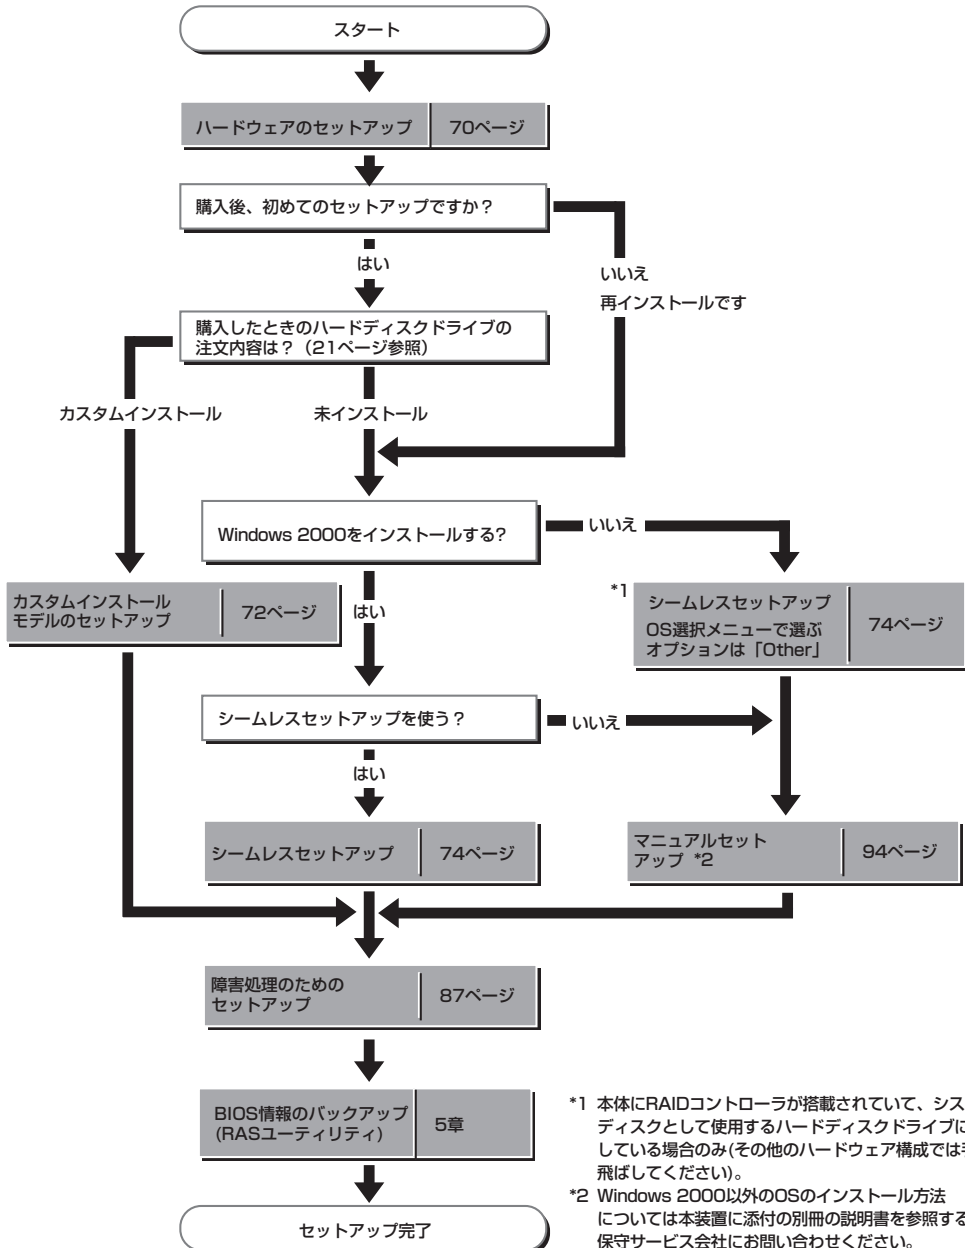 スタート
ハードウェアのセットアップ 70ページ
購入後、初めてのセットアップですか？
はい
いいえ
再インストールです
購入したときのハードディスクドライブの
注文内容は？（21ページ参照）
カスタムインストール
未インストール
Windows 2000をインストールする?
いいえ
はい
カスタムインストール
モデルのセットアップ
72ページ
*1
シームレスセットアップ
OS選択メニューで選ぶ
オプションは「Other」
74ページ
シームレスセットアップを使う？
いいえ
はい
シームレスセットアップ 74ページ
マニュアルセット
アップ *2
94ページ
障害処理のための
セットアップ
87ページ
BIOS情報のバックアップ
(RASユーティリティ)
5章
セットアップ完了
*1 本体にRAIDコントローラが搭載されていて、シス
ディスクとして使用するハードディスクドライブに
している場合のみ(その他のハードウェア構成では
飛ばしてください)。
*2 Windows 2000以外のOSのインストール方法
については本装置に添付の別冊の説明書を参照する
保守サービス会社にお問い合わせください。